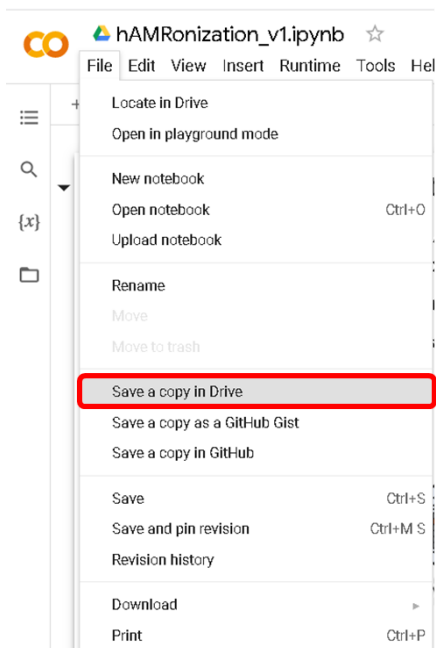 hAMRonization_v1.ipynb
File Edit View Insert Runtime Tools Hel
Locate in Drive
Open in playground mode
{x}
New notebook
Open notebook Ctrl+O
Upload notebook
Rename
Move
Move to trash
Save a copy in Drive
Save a copy as a GitHub Gist
Save a copy in GitHub
Save Ctrl+S
Save and pin revision Ctrl+M S
Revision history
Download
Print Ctrl+P